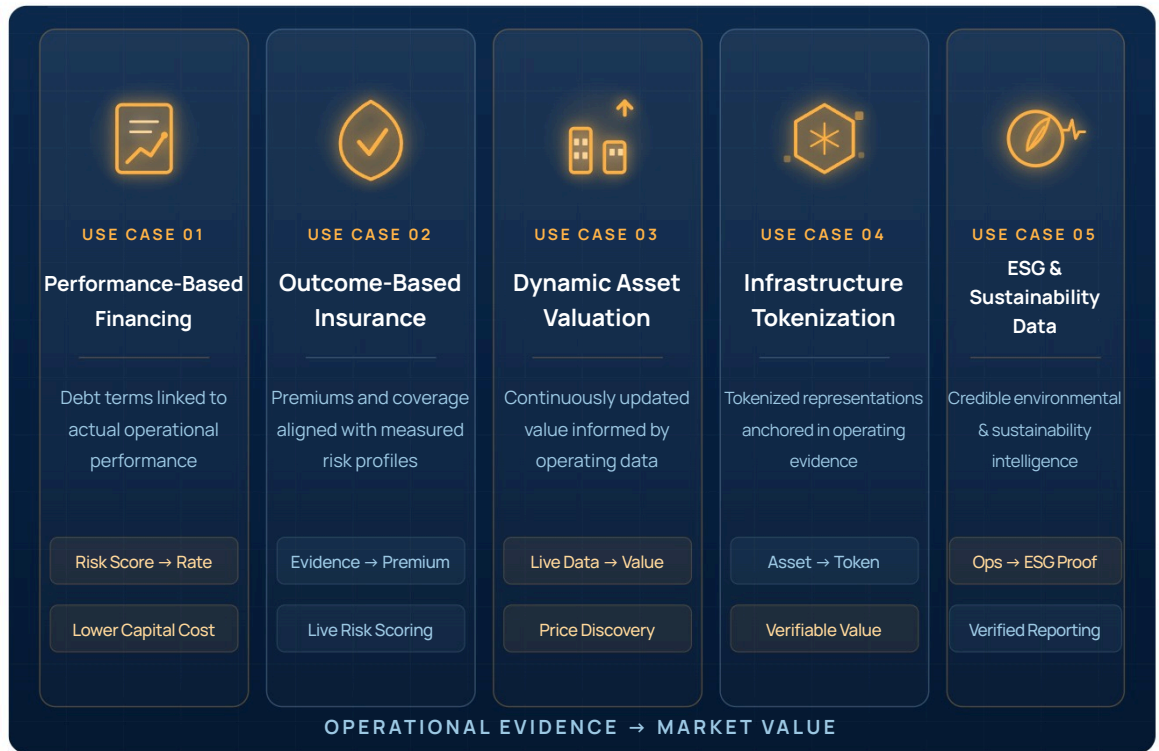 USE CASE 01
Performance-Based
Financing
Debt terms linked to
actual operational
performance
Risk Score → Rate
Lower Capital Cost
USE CASE 02
Outcome-Based
Insurance
Premiums and coverage
aligned with measured
risk profiles
Evidence → Premium
Live Risk Scoring
USE CASE 03
Dynamic Asset
Valuation
Continuously updated
value informed by
operating data
Live Data → Value
Price Discovery
USE CASE 04
Infrastructure
Tokenization
Tokenized representations
anchored in operating
evidence
Asset → Token
Verifiable Value
USE CASE 05
ESG &
Sustainability
Data
Credible environmental
& sustainability
intelligence
Ops → ESG Proof
Verified Reporting
OPERATIONAL EVIDENCE → MARKET VALUE